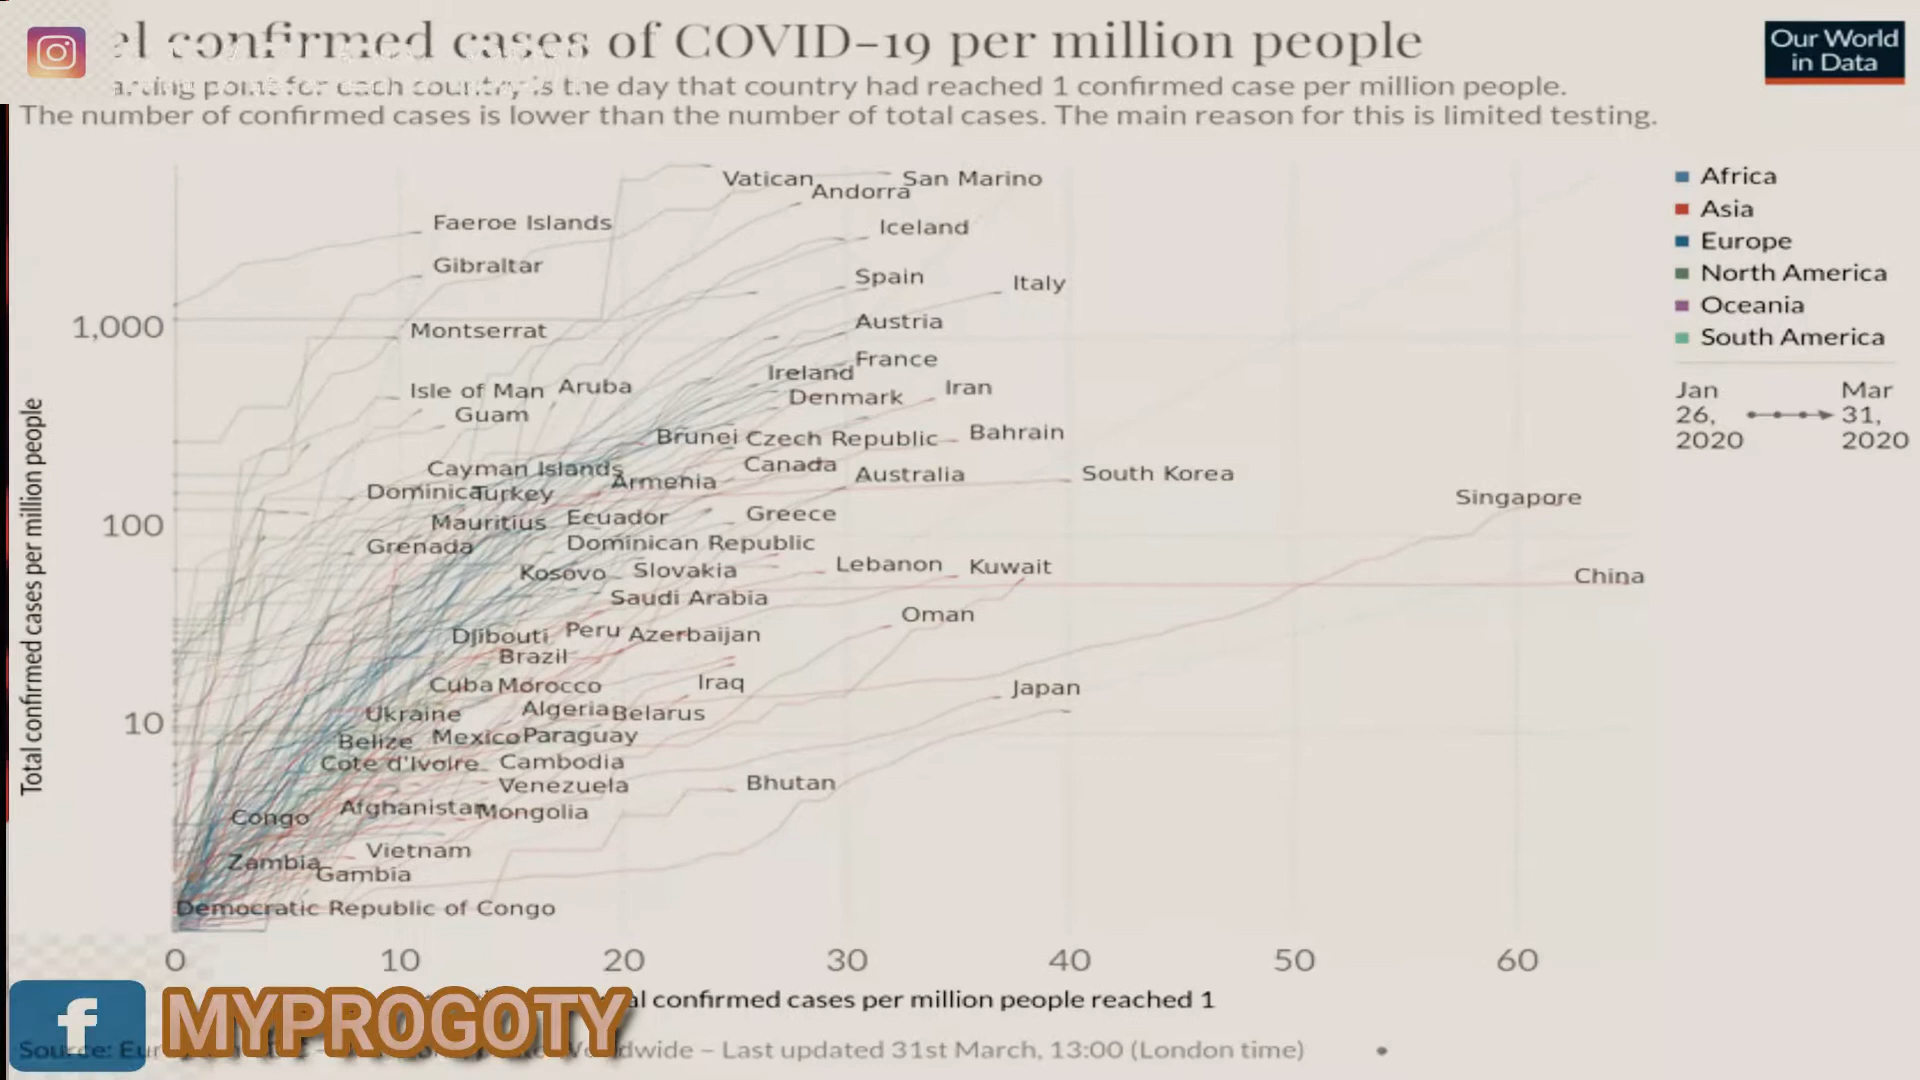 confirmed cases of COVID-19 per million people
Our World
in Data
point for each country is the day that country had reached 1 confirmed case per million people.
The number of confirmed cases is lower than the number of total cases. The main reason for this is limited testing.
Vatican
San Marino
Andorra
Faeroe Islands
Iceland
Gibraltar
Spain
Italy
1,000
Montserrat
Austria
France
Ireland
Isle of Man
Aruba
Iran
Denmark
Guam
Brunei
Czech Republic
Bahrain
Cayman Islands
Canada
Armenia
Australia
South Korea
Dominica
Turkey
Singapore
100
Mauritius
Ecuador
Greece
Grenada
Dominican Republic
Kosovo
Slovakia
Lebanon
Kuwait
China
Saudi Arabia
Oman
Djibouti
Peru
Azerbaijan
Brazil
Cuba
Morocco
Iraq
Japan
10
Ukraine
Algeria
Belarus
Belize
Mexico
Paraguay
Cote d'Ivoire
Cambodia
Venezuela
Bhutan
Afghanistan
Mongolia
Congo
Vietnam
Zambia
Gambia
Democratic Republic of Congo
Total confirmed cases per million people
0
10
20
30
40
50
60
Africa
Asia
Europe
North America
Oceania
South America
Jan
26,
2020
Mar
31,
2020
confirmed cases per million people reached 1
f MYPROGOTY
Source: – Last updated 31st March, 13:00 (London time)